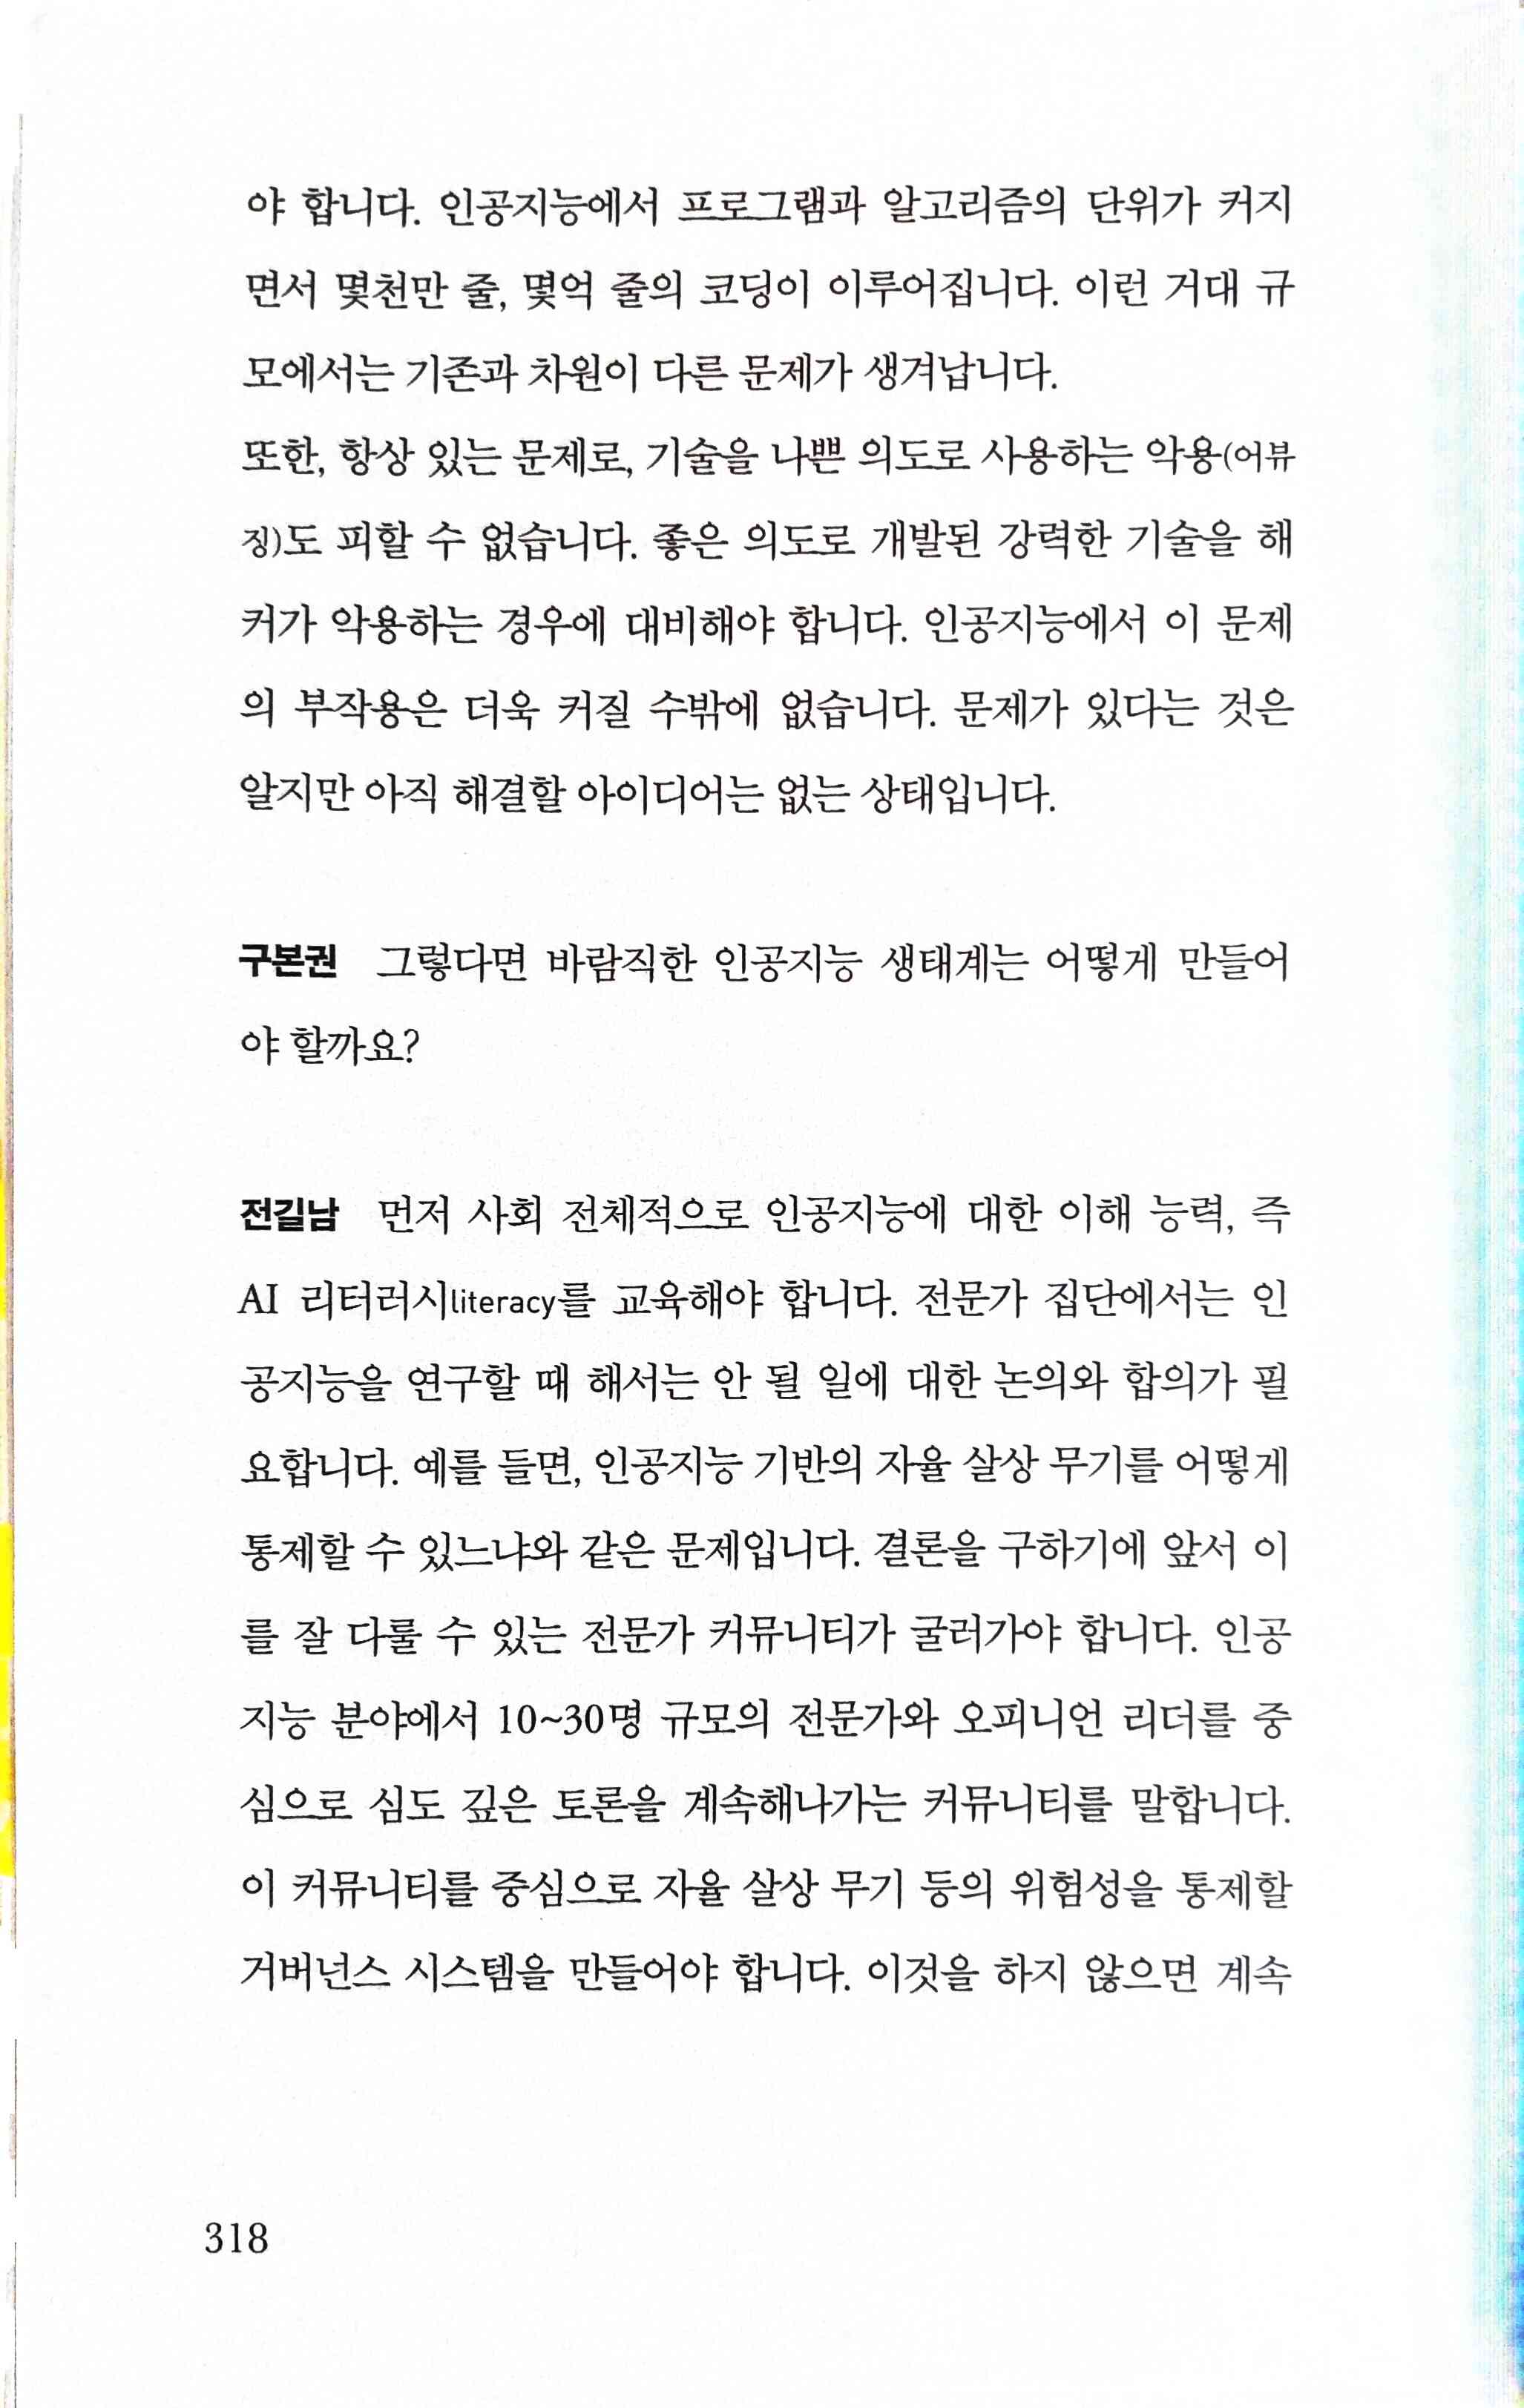 야 합니다. 인공지능에서 프로그램과 알고리즘의 단위가 커지
면서 몇천만 줄, 몇억 줄의 코딩이 이루어집니다. 이런 거대 규
모에서는 기존과 차원이 다른 문제가 생겨납니다.
또한, 항상 있는 문제로, 기술을 나쁜 의도로 사용하는 악용(어뷰
징)도 피할 수 없습니다. 좋은 의도로 개발된 강력한 기술을 해
커가 악용하는 경우에 대비해야 합니다. 인공지능에서 이 문제
의 부작용은 더욱 커질 수밖에 없습니다. 문제가 있다는 것은
알지만 아직 해결할 아이디어는 없는 상태입니다.
구본권 그렇다면 바람직한 인공지능 생태계는 어떻게 만들어
야 할까요?
전길남 먼저 사회 전체적으로 인공지능에 대한 이해 능력, 즉
AI 리터러시literacy를 교육해야 합니다. 전문가 집단에서는 인
공지능을 연구할 때 해서는 안 될 일에 대한 논의와 합의가 필
요합니다. 예를 들면, 인공지능 기반의 자율 살상 무기를 어떻게
통제할 수 있느냐와 같은 문제입니다. 결론을 구하기에 앞서 이
를 잘 다룰 수 있는 전문가 커뮤니티가 굴러가야 합니다. 인공
지능 분야에서 10~30명 규모의 전문가와 오피니언 리더를 중
심으로 심도 깊은 토론을 계속해나가는 커뮤니티를 말합니다.
이 커뮤니티를 중심으로 자율 살상 무기 등의 위험성을 통제할
거버넌스 시스템을 만들어야 합니다. 이것을 하지 않으면 계속
318